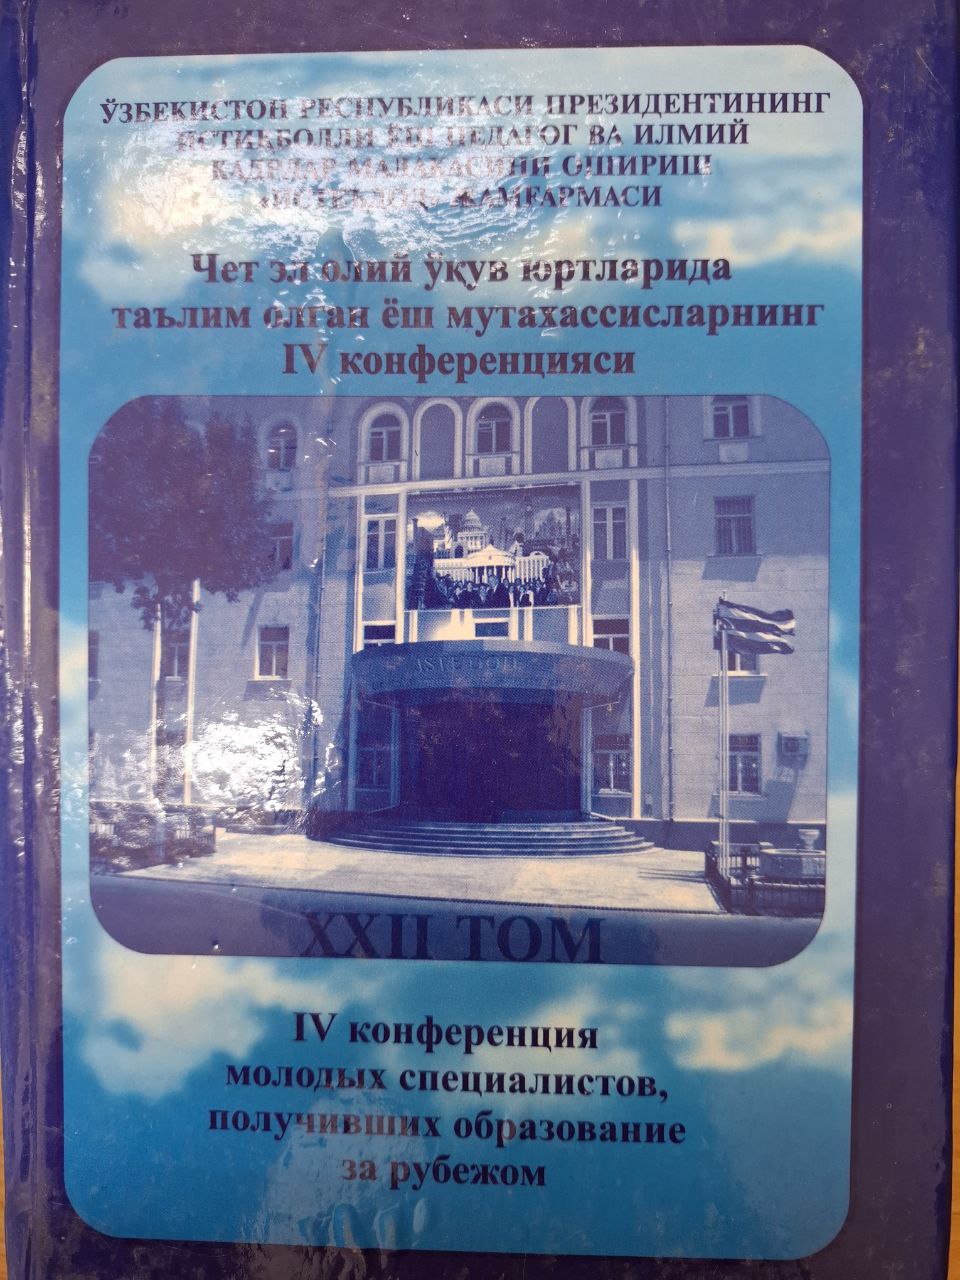 ЎЗБЕКИСТОН РЕСПУБЛИКАСИ ПРЕЗИДЕНТИНИНГ
ИСТИҚБОЛЛИ ЁШ ПЕДАГОГ ВА ИЛМИЙ
КАДРЛАР МАЛАКАСИНИ ОШИРИШ
«ИСТЕЪДОД» ЖАМҒАРМАСИ
Чет эл олий ўқув юртларида
таълим олган ёш мутахассисларнинг
IV конференцияси
XXII ТОМ
IV конференция
молодых специалистов,
получивших образование
за рубежом